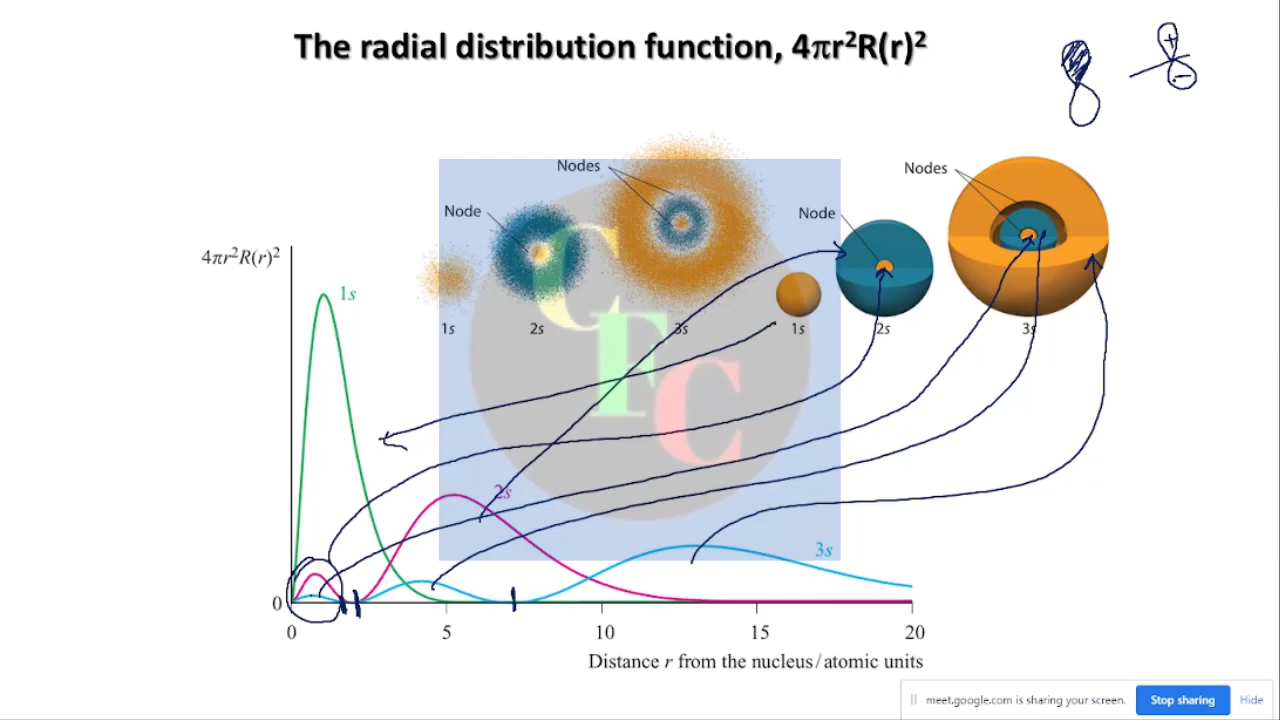 The radial distribution function, 4πr²R(r)²
+
-
Nodes
Nodes
Node
Node
4πr²R(r)²
1s
C
F
C
1s
2s
3s
1s
2s
3s
2s
3s
0
0
5
10
15
20
Distance r from the nucleus/atomic units
meet.google.com is sharing your screen.
Stop sharing
Hide